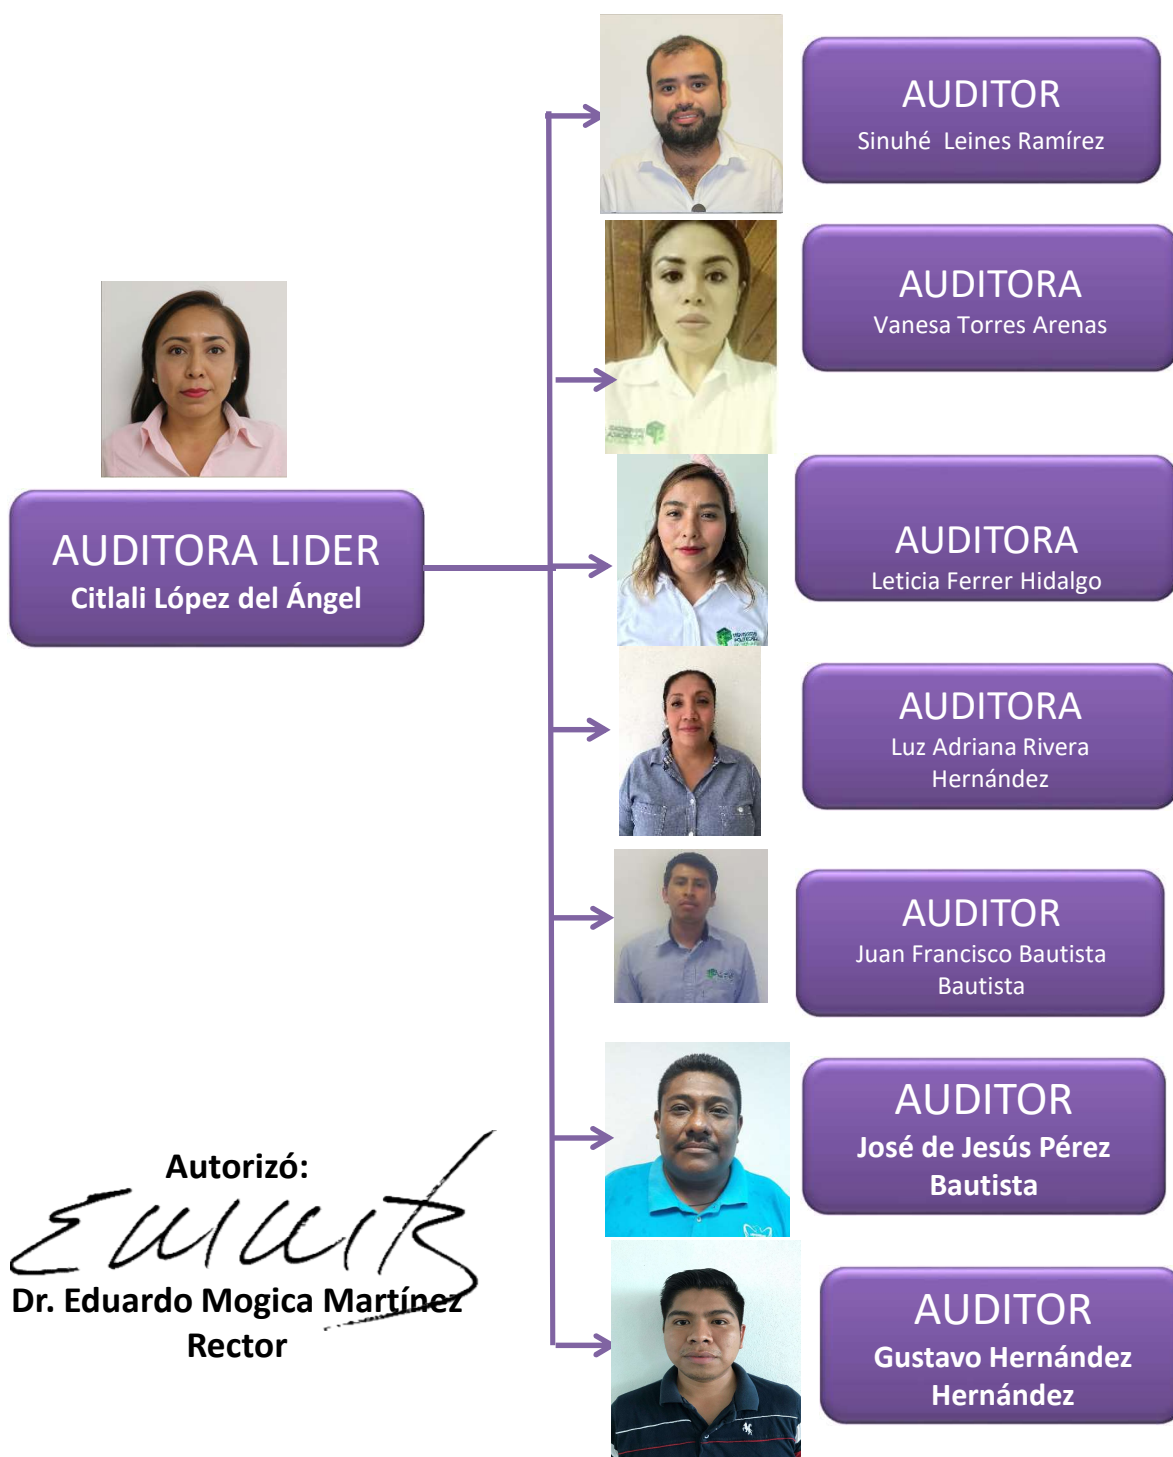 AUDITOR
Sinuhé Leines Ramírez
AUDITORA
Vanesa Torres Arenas
AUDITORA LIDER
Citlali López del Ángel
AUDITORA
Leticia Ferrer Hidalgo
AUDITORA
Luz Adriana Rivera
Hernández
AUDITOR
Juan Francisco Bautista
Bautista
AUDITOR
José de Jesús Pérez
Bautista
Autorizó:
Dr. Eduardo Mogica Martínez
Rector
AUDITOR
Gustavo Hernández
Hernández